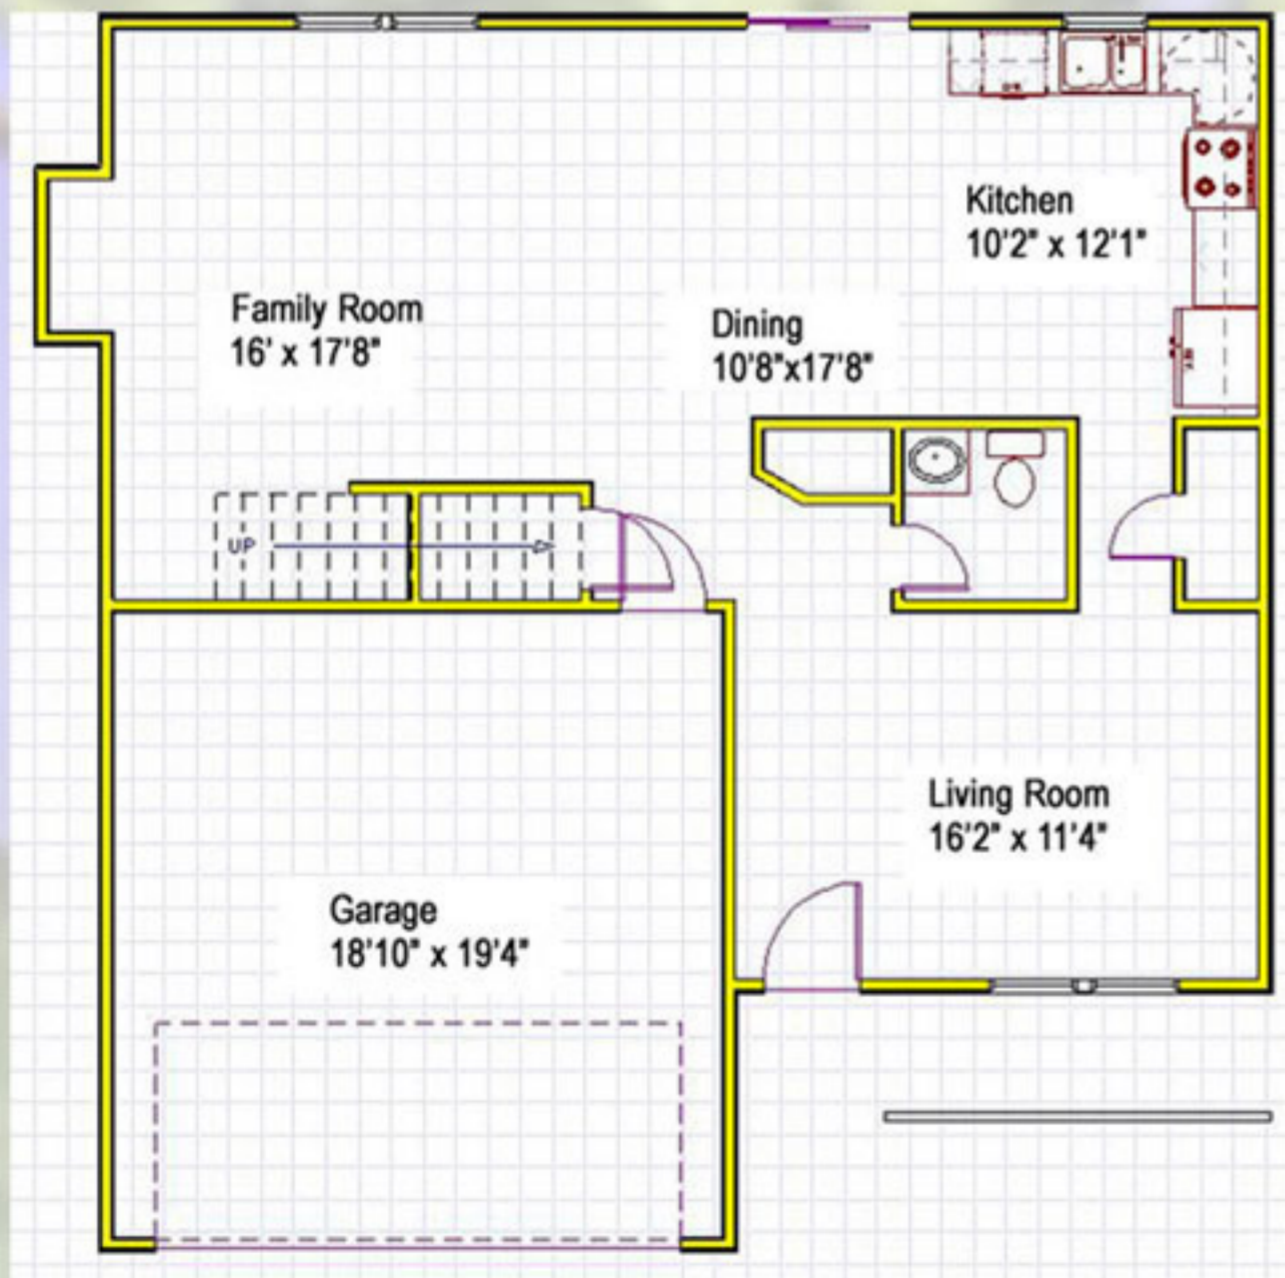 Kitchen
10'2" x 12'1"
Family Room
16' x 17'8"
Dining
10'8"x17'8"
UP
Living Room
16'2" x 11'4"
Garage
18'10" x 19'4"